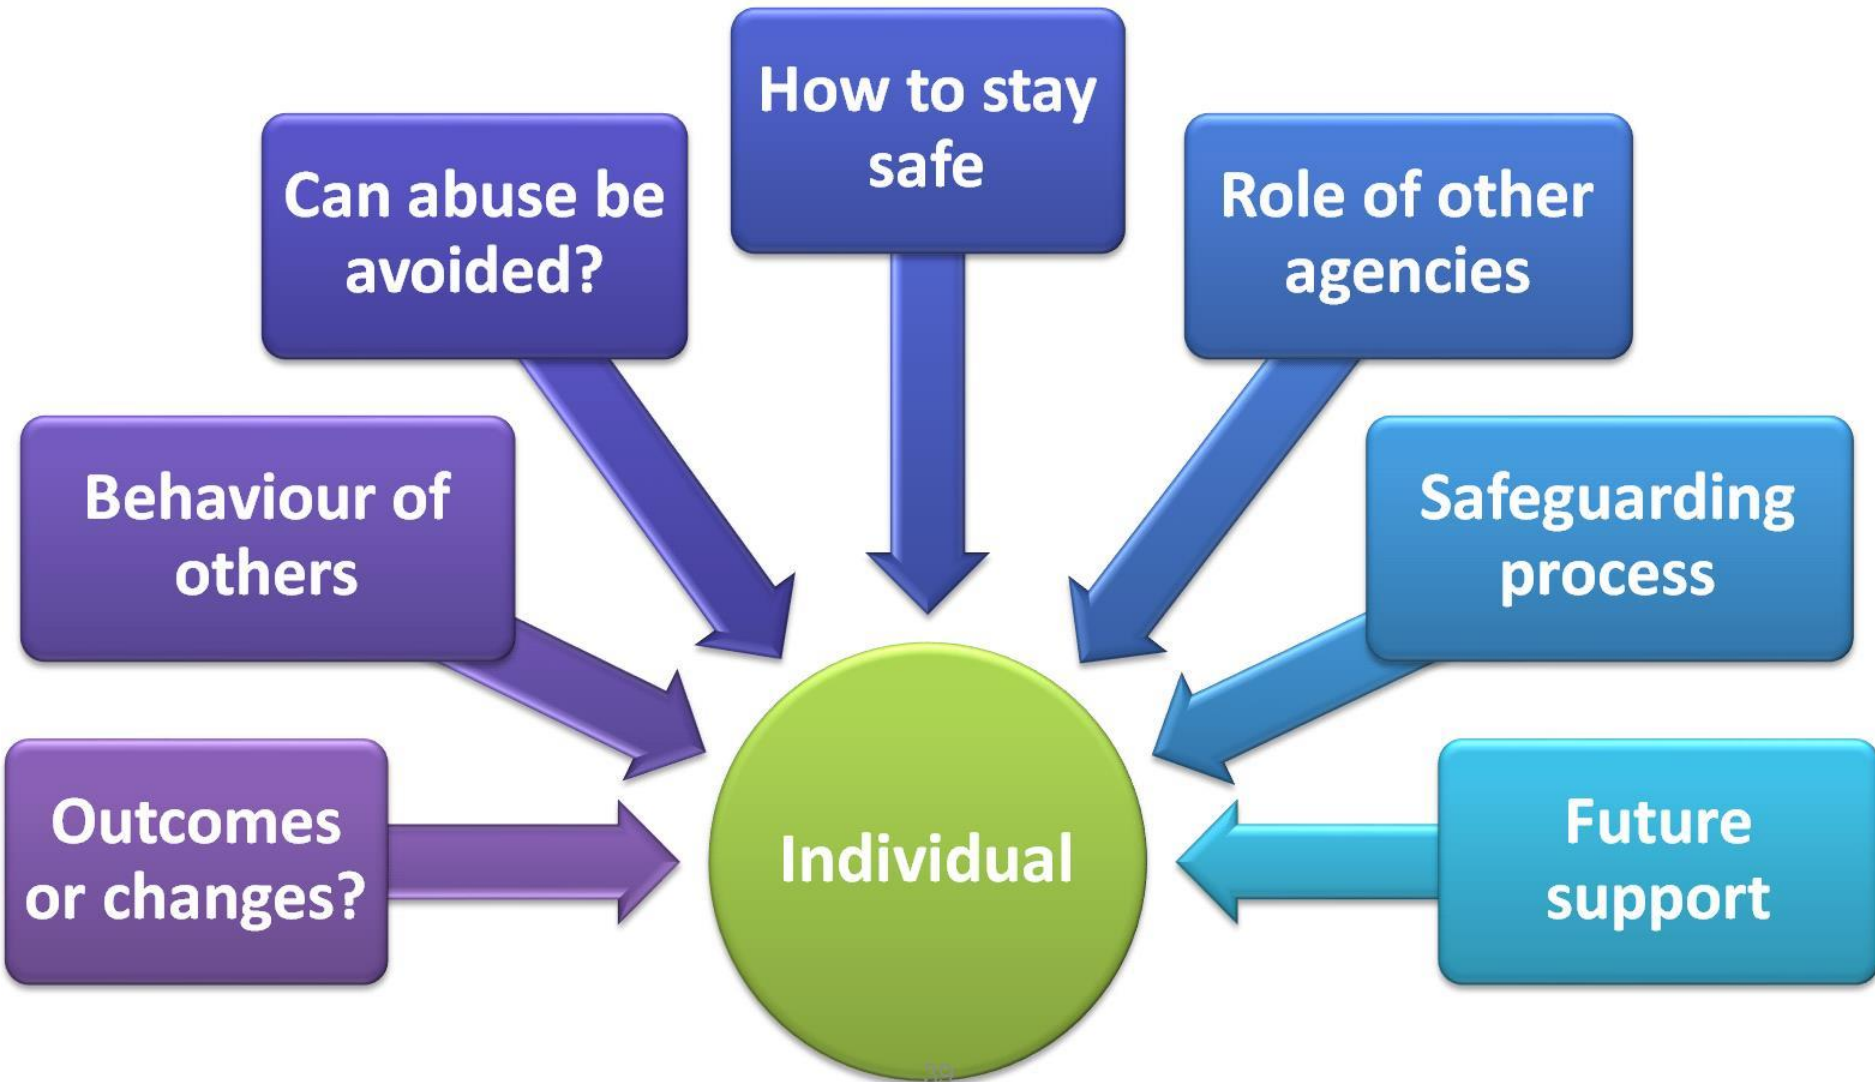 How to stay
safe
Can abuse be
avoided?
Role of other
agencies
Behaviour of
others
Safeguarding
process
Outcomes
or changes?
Individual
Future
support